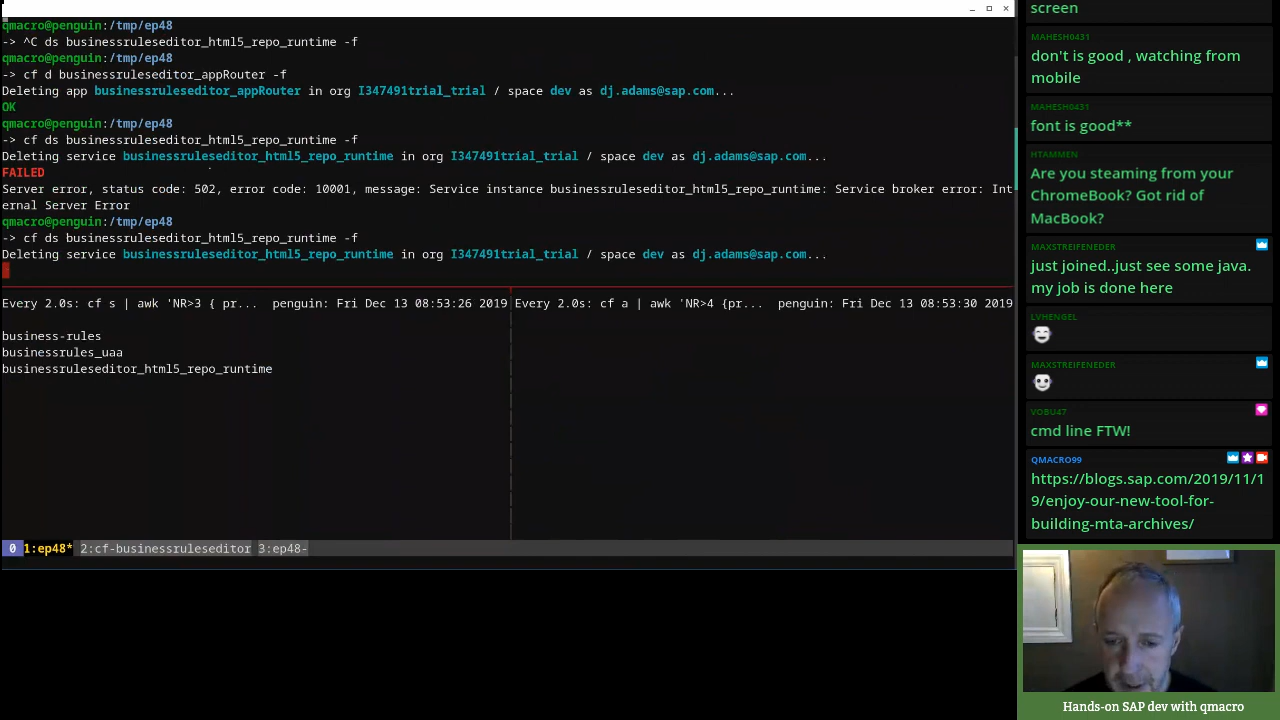 qmacro@penguin:/tmp/ep48
-> ^C ds businessruleseditor_html5_repo_runtime -f
qmacro@penguin:/tmp/ep48
-> cf d businessruleseditor_appRouter -f
Deleting app businessruleseditor_appRouter in org I347491trial_trial / space dev as dj.adams@sap.com...
OK
qmacro@penguin:/tmp/ep48
-> cf ds businessruleseditor_html5_repo_runtime -f
Deleting service businessruleseditor_html5_repo_runtime in org I347491trial_trial / space dev as dj.adams@sap.com...
FAILED
Server error, status code: 502, error code: 10001, message: Service instance businessruleseditor_html5_repo_runtime: Service broker error: Int
ernal Server Error
qmacro@penguin:/tmp/ep48
-> cf ds businessruleseditor_html5_repo_runtime -f
Deleting service businessruleseditor_html5_repo_runtime in org I347491trial_trial / space dev as dj.adams@sap.com...
Every 2.0s: cf s | awk 'NR>3 { pr... penguin: Fri Dec 13 08:53:26 2019
business-rules
businessrules_uaa
businessruleseditor_html5_repo_runtime
Every 2.0s: cf a | awk 'NR>4 {pr... penguin: Fri Dec 13 08:53:30 2019
0 1:ep48* 2:cf-businessruleseditor 3:ep48-
screen
MAHESH0431
don't is good , watching from
mobile
MAHESH0431
font is good**
HTAMMEN
Are you steaming from your
ChromeBook? Got rid of
MacBook?
MAXSTREIFENEDER
just joined..just see some java.
my job is done here
LVHENGEL
MAXSTREIFENEDER
VOBU47
cmd line FTW!
QMACRO99
https://blogs.sap.com/2019/11/1
9/enjoy-our-new-tool-for-
building-mta-archives/
Hands-on SAP dev with qmacro